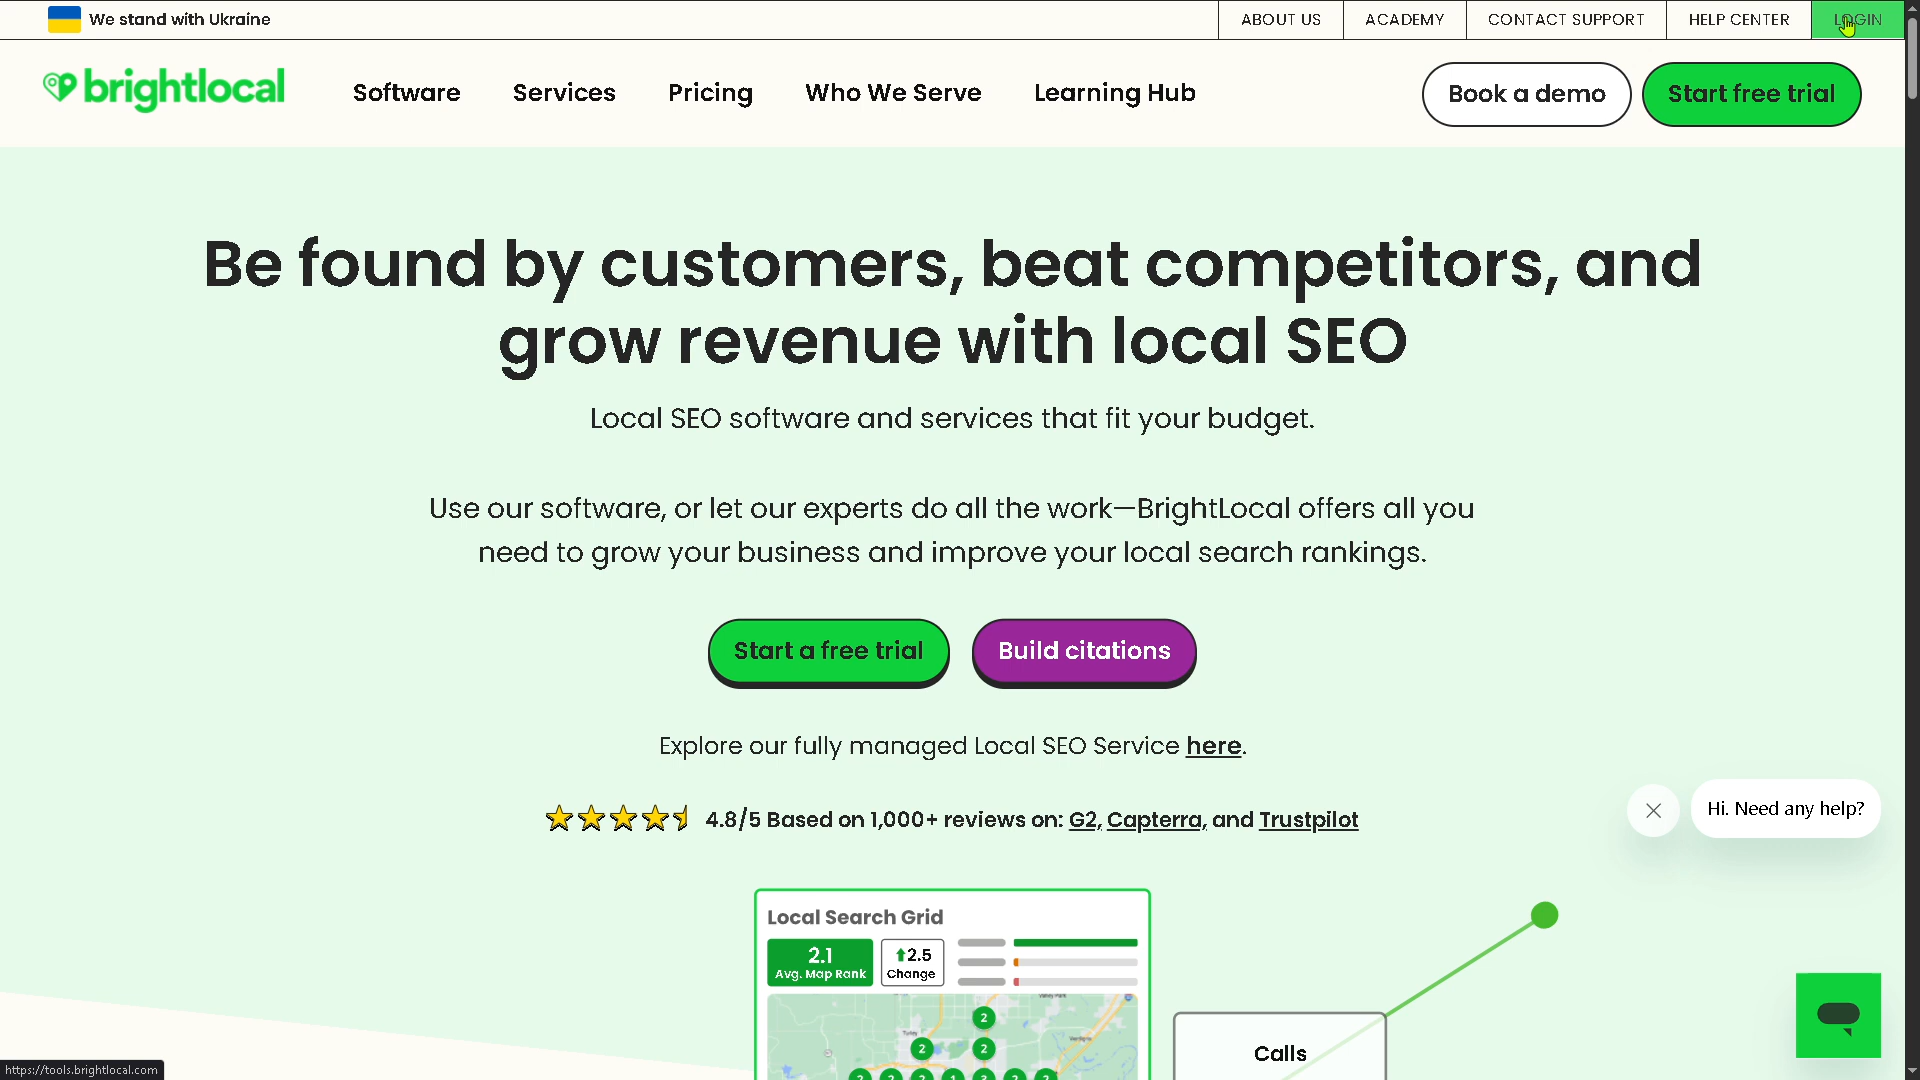 We stand with Ukraine
ABOUT US
ACADEMY
CONTACT SUPPORT
HELP CENTER
LOGIN
brightlocal
Software
Services
Pricing
Who We Serve
Learning Hub
Book a demo
Start free trial
Be found by customers, beat competitors, and
grow revenue with local SEO
Local SEO software and services that fit your budget.
Use our software, or let our experts do all the work—BrightLocal offers all you
need to grow your business and improve your local search rankings.
Start a free trial
Build citations
Explore our fully managed Local SEO Service here.
4.8/5 Based on 1,000+ reviews on: G2, Capterra, and Trustpilot
Hi. Need any help?
Local Search Grid
2.1
Avg. Map Rank
2.5
Change
2
Turley
2
2
Calls
https://tools.brightlocal.com